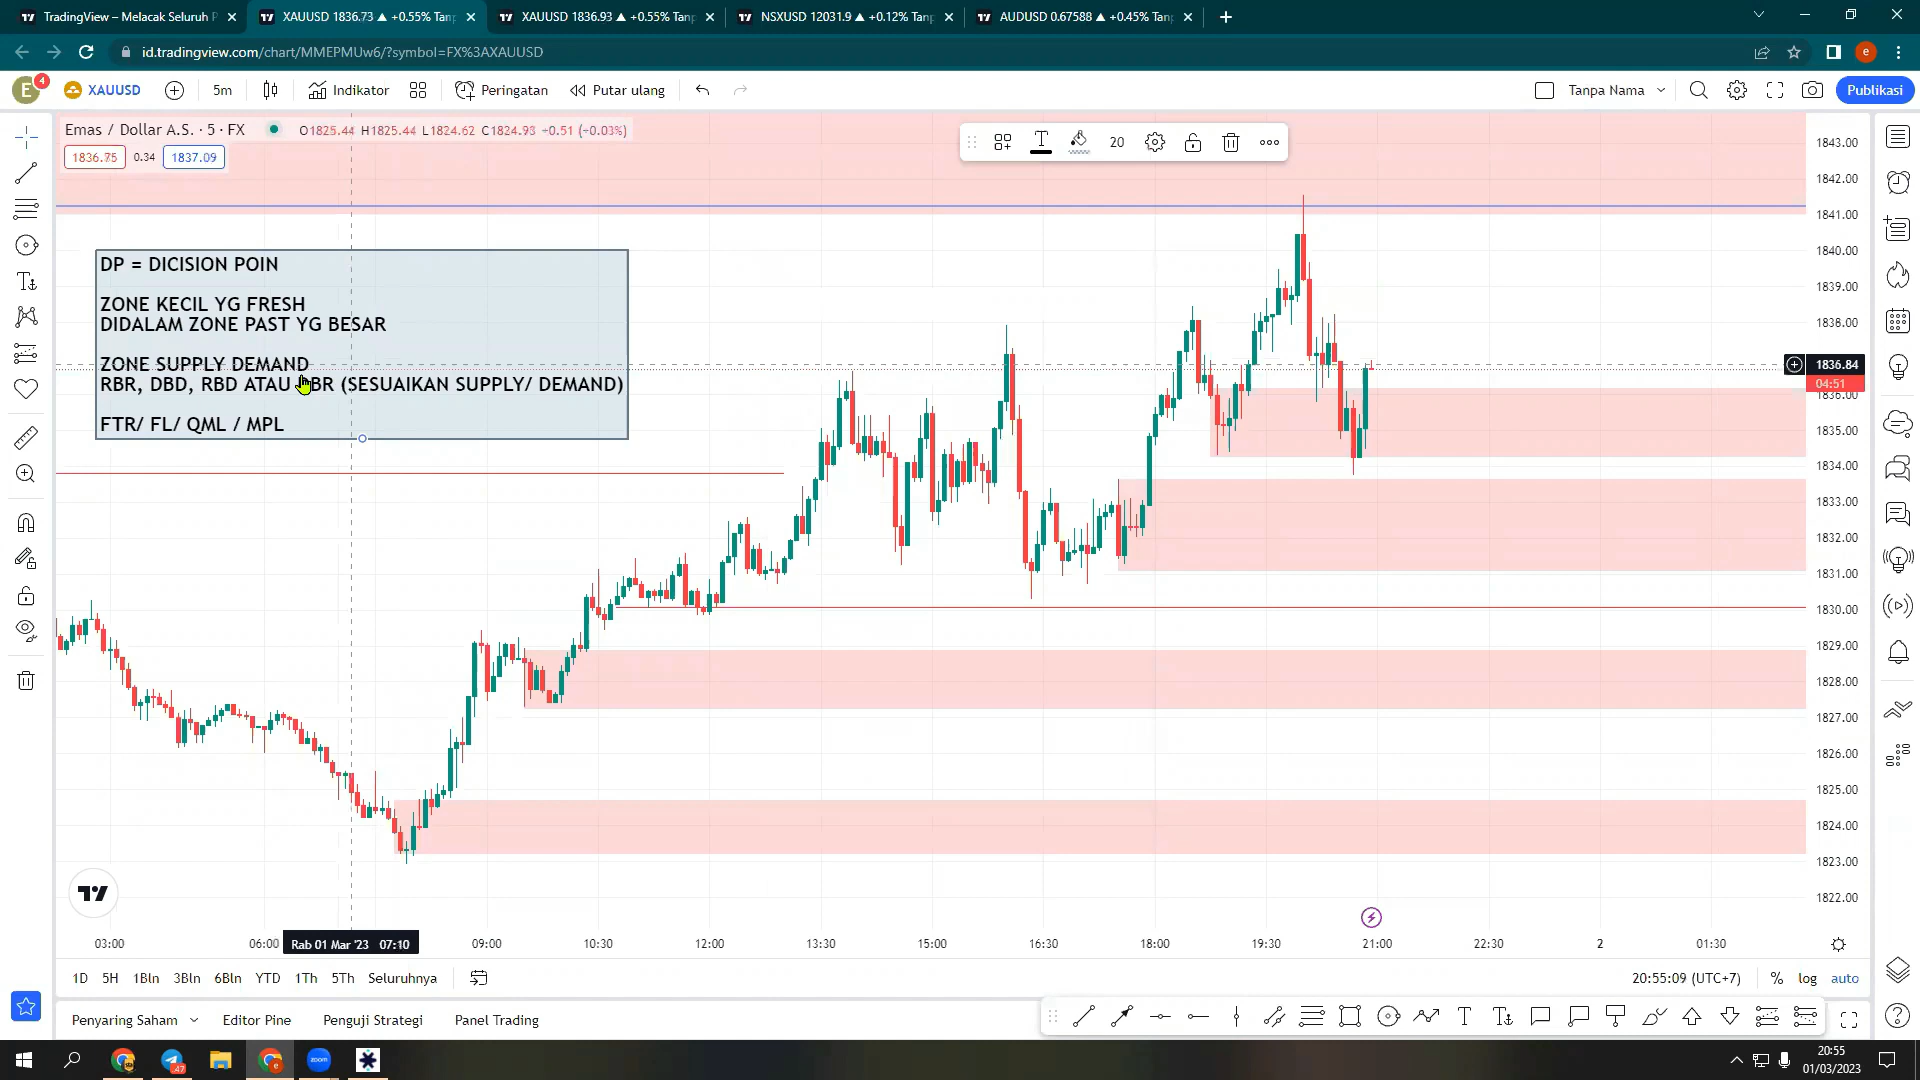 TradingView – Melacak Seluruh P
XAUUSD 1836.73 ▲ +0.55% Tanp
XAUUSD 1836.93 ▲ +0.55% Tanp
NSXUSD 12031.9 ▲ +0.12% Tanp
AUDUSD 0.67588 ▲ +0.45% Tanp
id.tradingview.com/chart/MMEPMUw6/?symbol=FX%3AXAUUSD
e
E 4 XAUUSD 5m Indikator Peringatan Putar ulang Tanpa Nama Publikasi
Emas / Dollar A.S. · 5 · FX O1825.44 H1825.44 L1824.62 C1824.93 +0.51 (+0.03%)
1836.75 0.34 1837.09
20
DP = DICISION POIN
ZONE KECIL YG FRESH
DIDALAM ZONE PAST YG BESAR
ZONE SUPPLY DEMAND
RBR, DBD, RBD ATAU BR (SESUAIKAN SUPPLY/ DEMAND)
FTR/ FL/ QML / MPL
1843.00
1842.00
1841.00
1840.00
1839.00
1838.00
1836.84
04:51
1836.00
1835.00
1834.00
1833.00
1832.00
1831.00
1830.00
1829.00
1828.00
1827.00
1826.00
1825.00
1824.00
1823.00
1822.00
03:00 06:00 Rab 01 Mar '23 07:10 09:00 10:30 12:00 13:30 15:00 16:30 18:00 19:30 21:00 22:30 2 01:30
1D 5H 1Bln 3Bln 6Bln YTD 1Th 5Th Seluruhnya 20:55:09 (UTC+7) % log auto
Penyaring Saham Editor Pine Penguji Strategi Panel Trading
47
zoom
20:55
01/03/2023